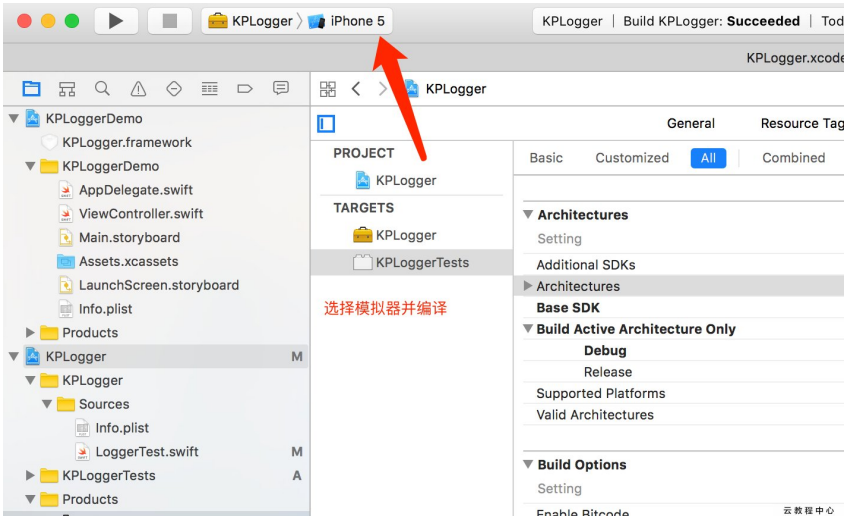 KPLogger 〉 iPhone 5
KPLogger | Build KPLogger: Succeeded | Tod
KPLogger.xcode
KPLogger
KPLoggerDemo
KPLogger.framework
KPLoggerDemo
AppDelegate.swift
ViewController.swift
Main.storyboard
Assets.xcassets
LaunchScreen.storyboard
Info.plist
Products
KPLogger M
KPLogger
Sources
Info.plist
LoggerTest.swift M
KPLoggerTests A
Products
PROJECT
KPLogger
TARGETS
KPLogger
KPLoggerTests
选择模拟器并编译
General Resource Tag
Basic Customized All Combined
Architectures
Setting
Additional SDKs
Architectures
Base SDK
Build Active Architecture Only
Debug
Release
Supported Platforms
Valid Architectures
Build Options
Setting
Enable Bitcode
云教程中心